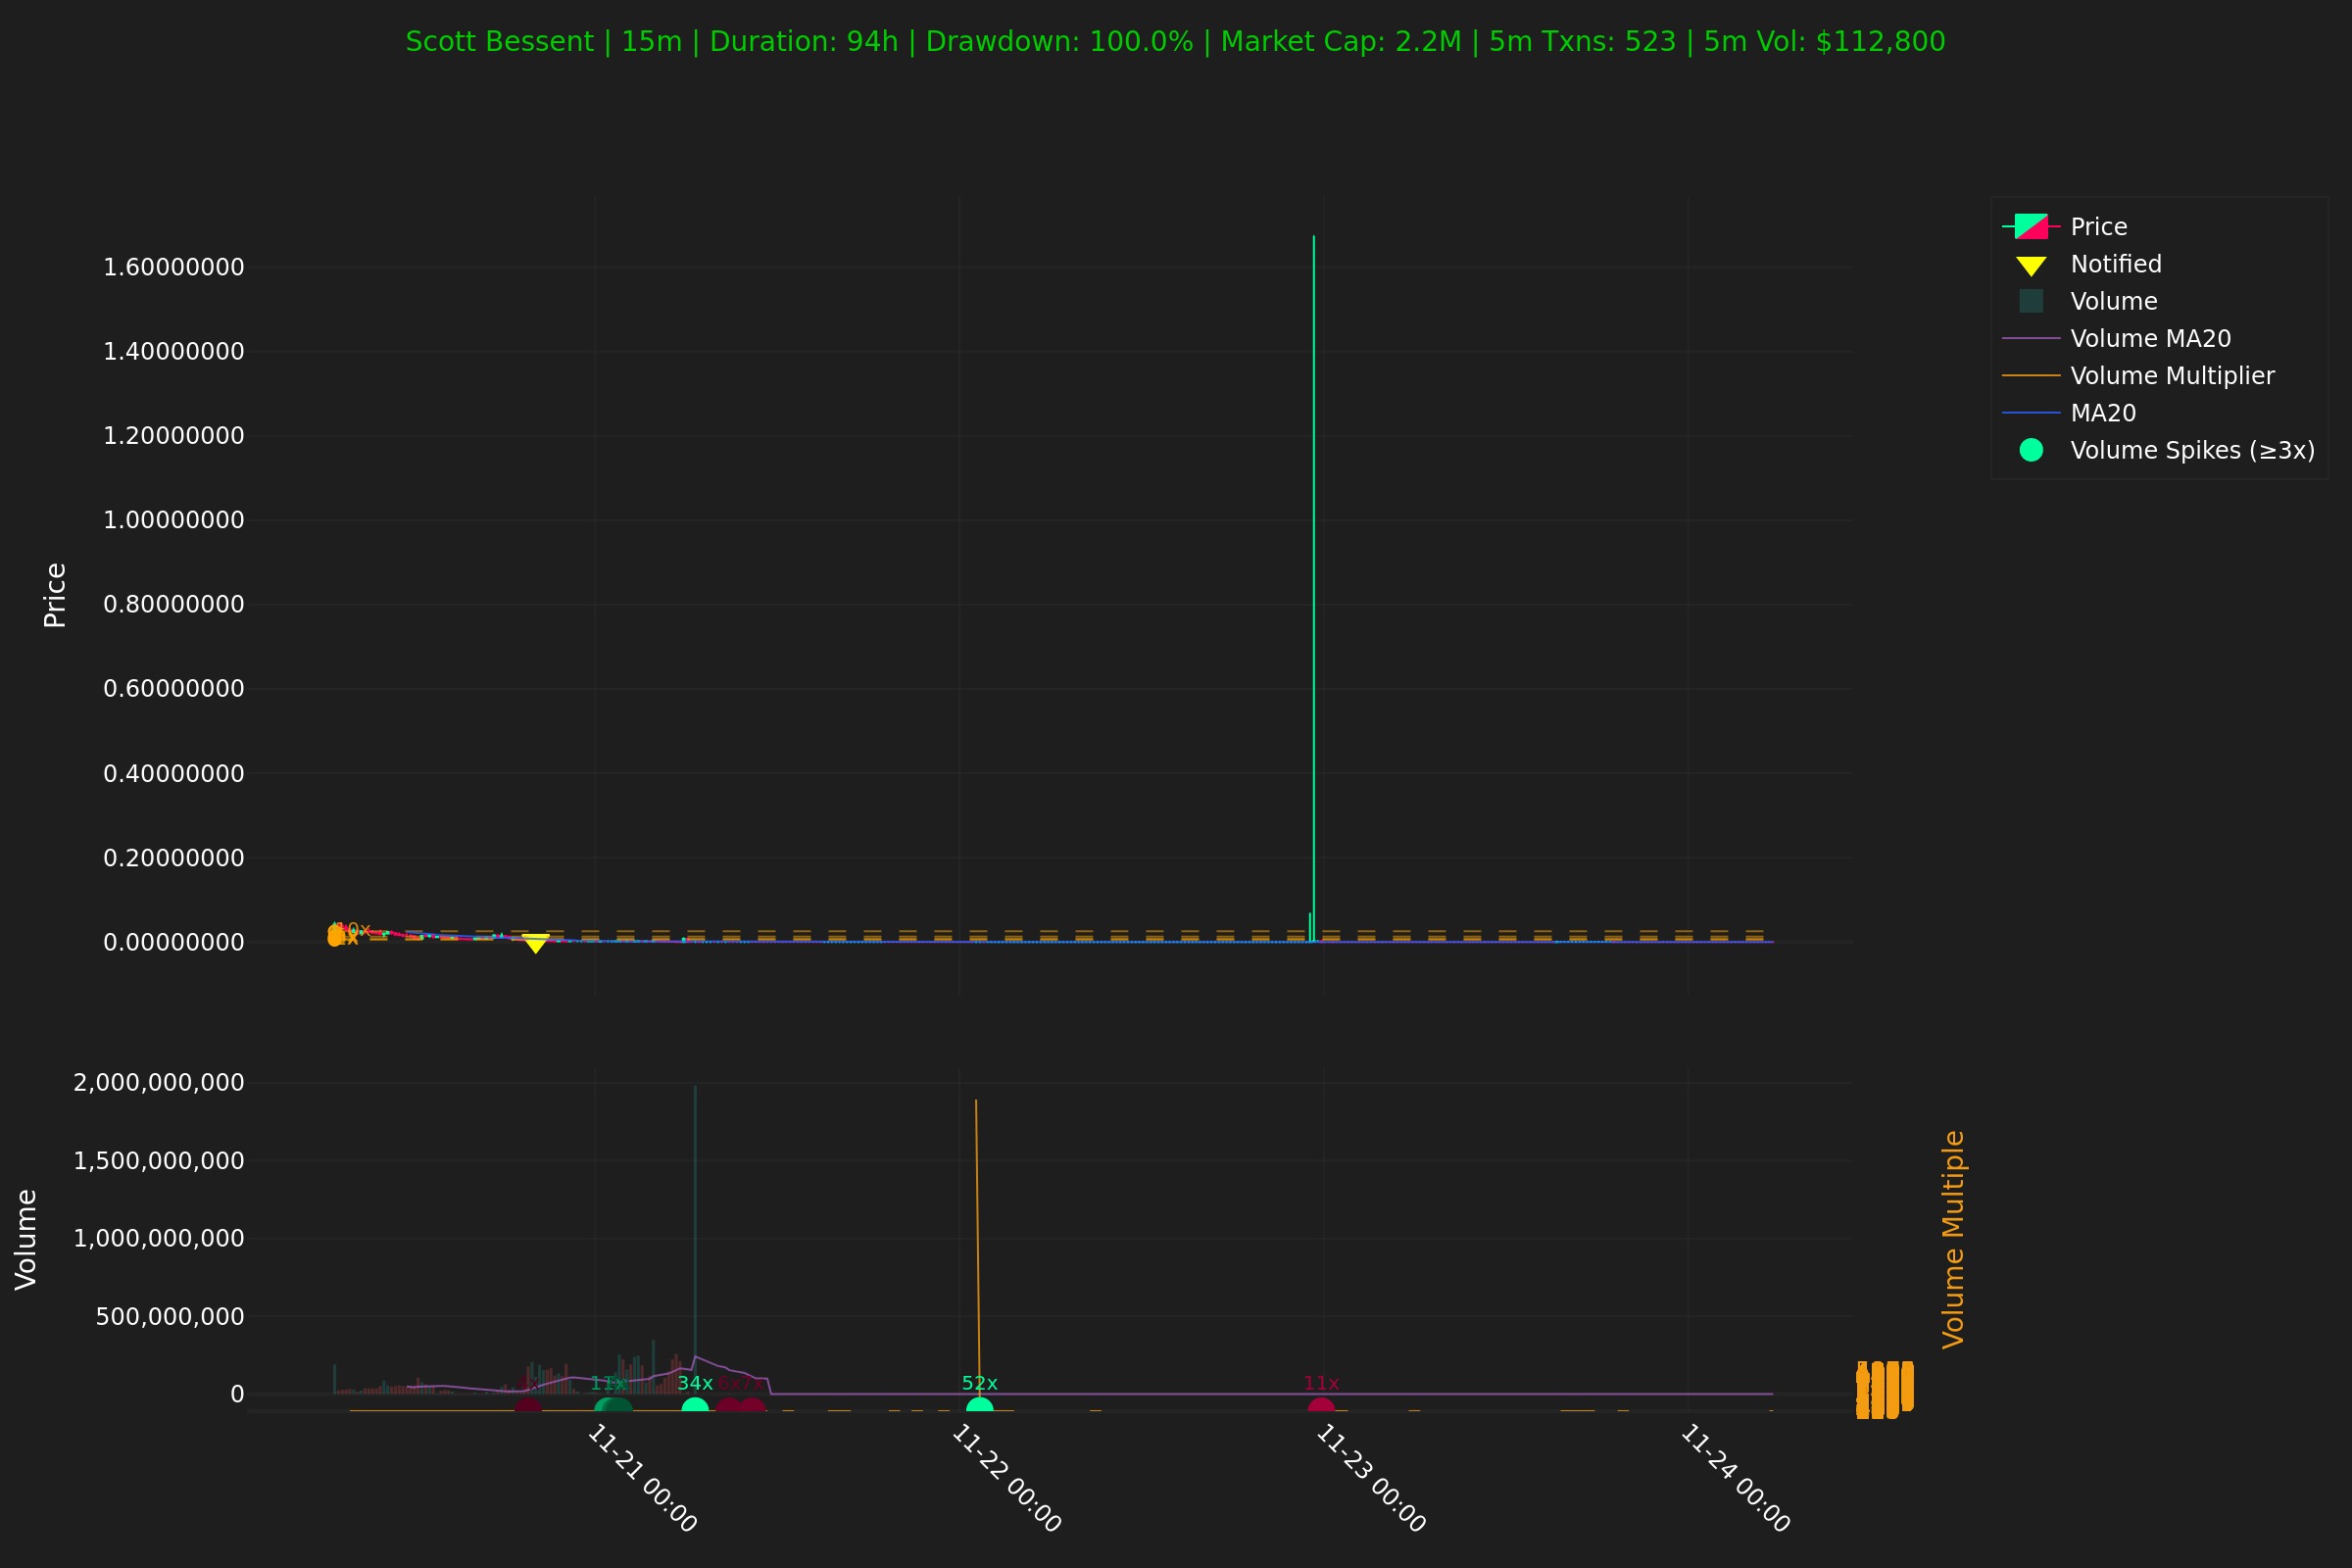 Scott Bessent | 15m | Duration: 94h | Drawdown: 100.0% | Market Cap: 2.2M | 5m Txns: 523 | 5m Vol: $112,800
Price
Notified
Volume
Volume MA20
Volume Multiplier
MA20
Volume Spikes (≥3x)
Price
1.60000000
1.40000000
1.20000000
1.00000000
0.80000000
0.60000000
0.40000000
0.20000000
0.00000000
10x
Volume
2,000,000,000
1,500,000,000
1,000,000,000
500,000,000
0
11x
34x
6x
7x
52x
11x
Volume Multiple
11-21 00:00
11-22 00:00
11-23 00:00
11-24 00:00